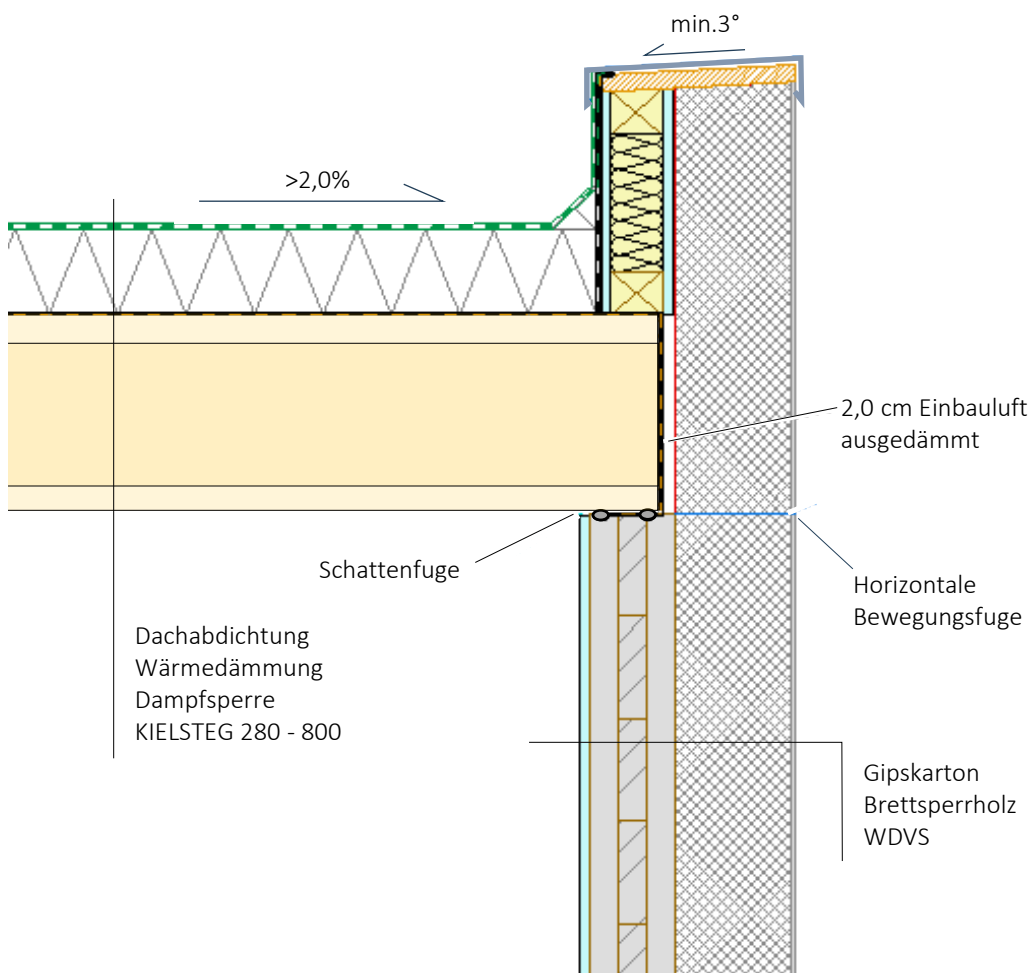 min.3°
>2,0%
2,0 cm Einbauluft
ausgedämmt
Schattenfuge
Horizontale
Bewegungsfuge
Dachabdichtung
Wärmedämmung
Dampfsperre
KIELSTEG 280 - 800
Gipskarton
Brettsperrholz
WDVS